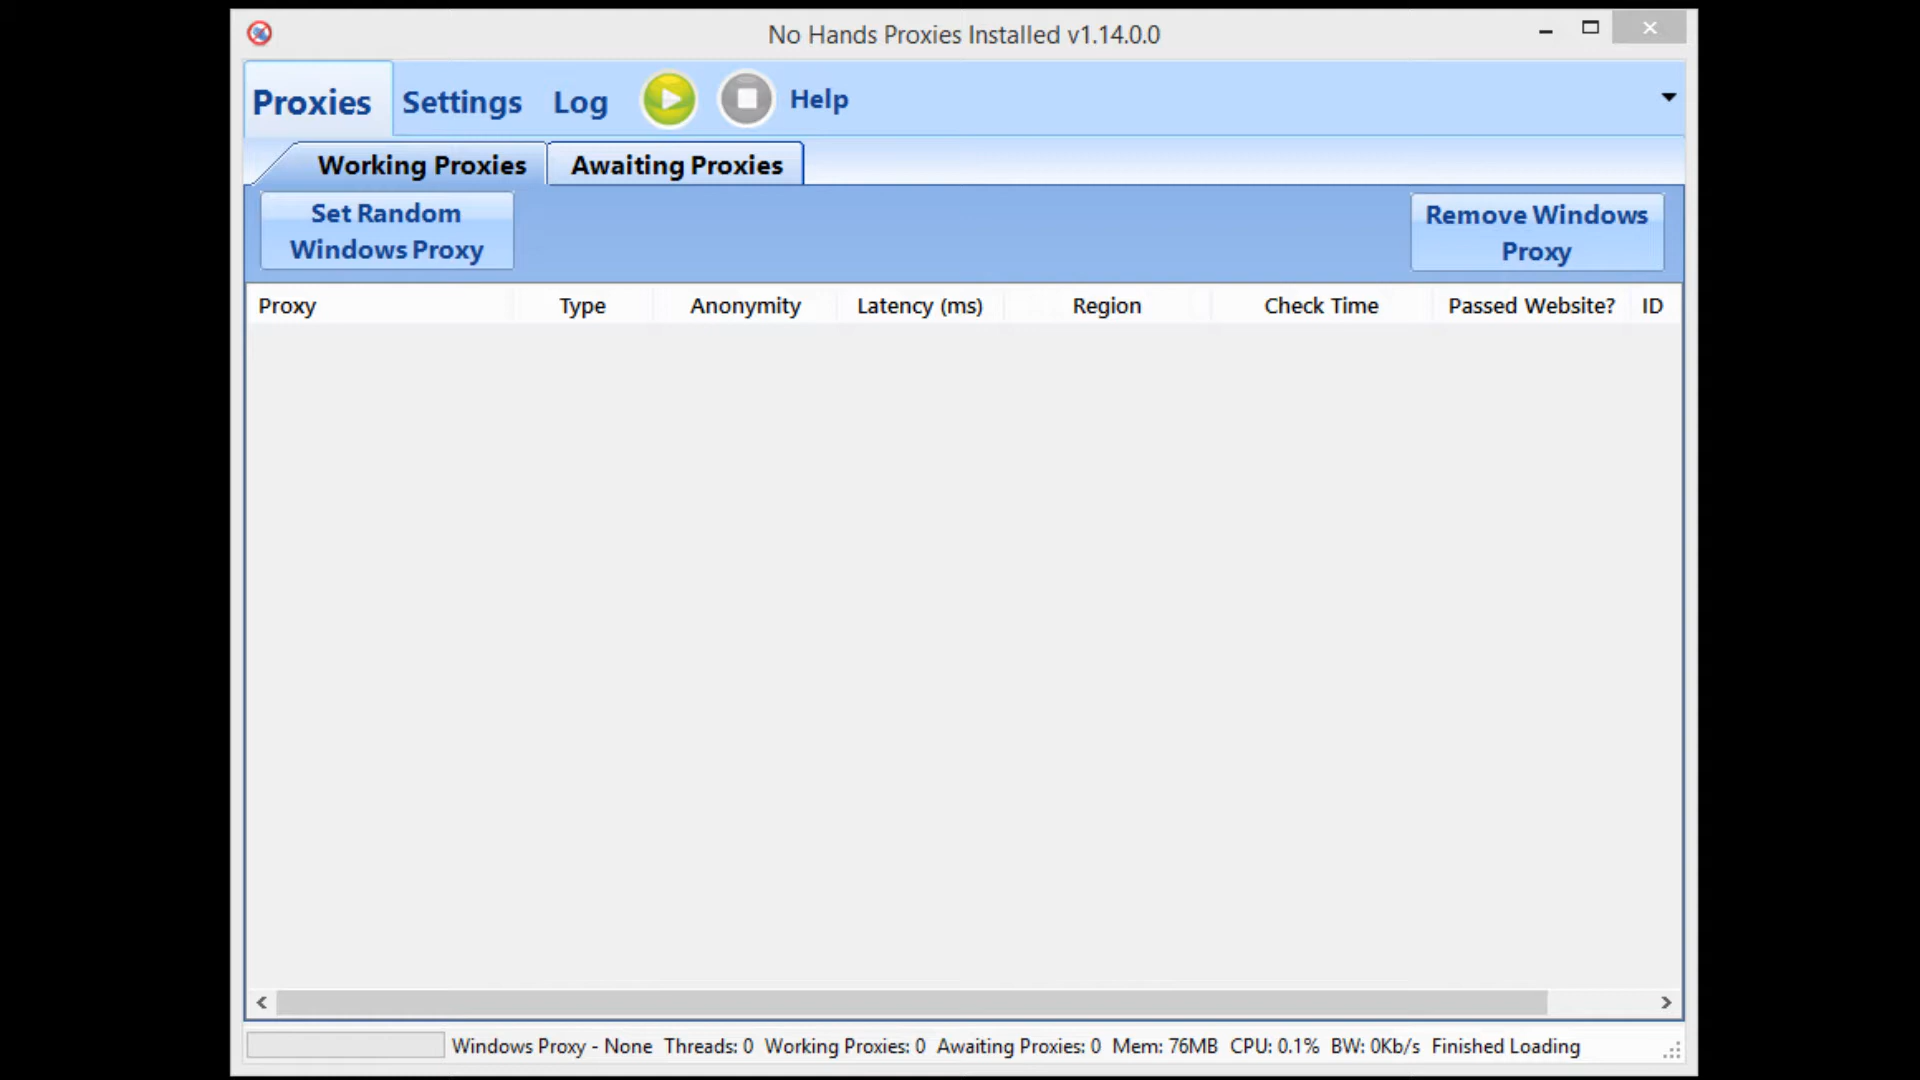 No Hands Proxies Installed v1.14.0.0
Proxies Settings Log Help
Working Proxies Awaiting Proxies
Set Random
Windows Proxy
Remove Windows
Proxy
Proxy Type Anonymity Latency (ms) Region Check Time Passed Website? ID
Windows Proxy - None Threads: 0 Working Proxies: 0 Awaiting Proxies: 0 Mem: 76MB CPU: 0.1% BW: 0Kb/s Finished Loading